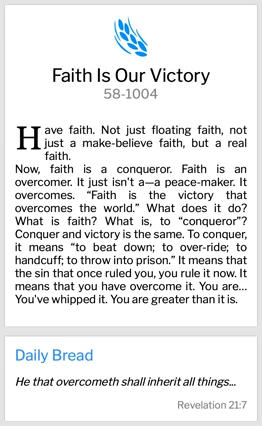 Faith Is Our Victory
58-1004
Have faith. Not just floating faith, not
just a make-believe faith, but a real
faith.
Now, faith is a conqueror. Faith is an
overcomer. It just isn't a—a peace-maker. It
overcomes. “Faith is the victory that
overcomes the world.” What does it do?
What is faith? What is, to “conqueror”?
Conquer and victory is the same. To conquer,
it means “to beat down; to over-ride; to
handcuff; to throw into prison.” It means that
the sin that once ruled you, you rule it now. It
means that you have overcome it. You are...
You've whipped it. You are greater than it is.
Daily Bread
He that overcometh shall inherit all things...
Revelation 21:7